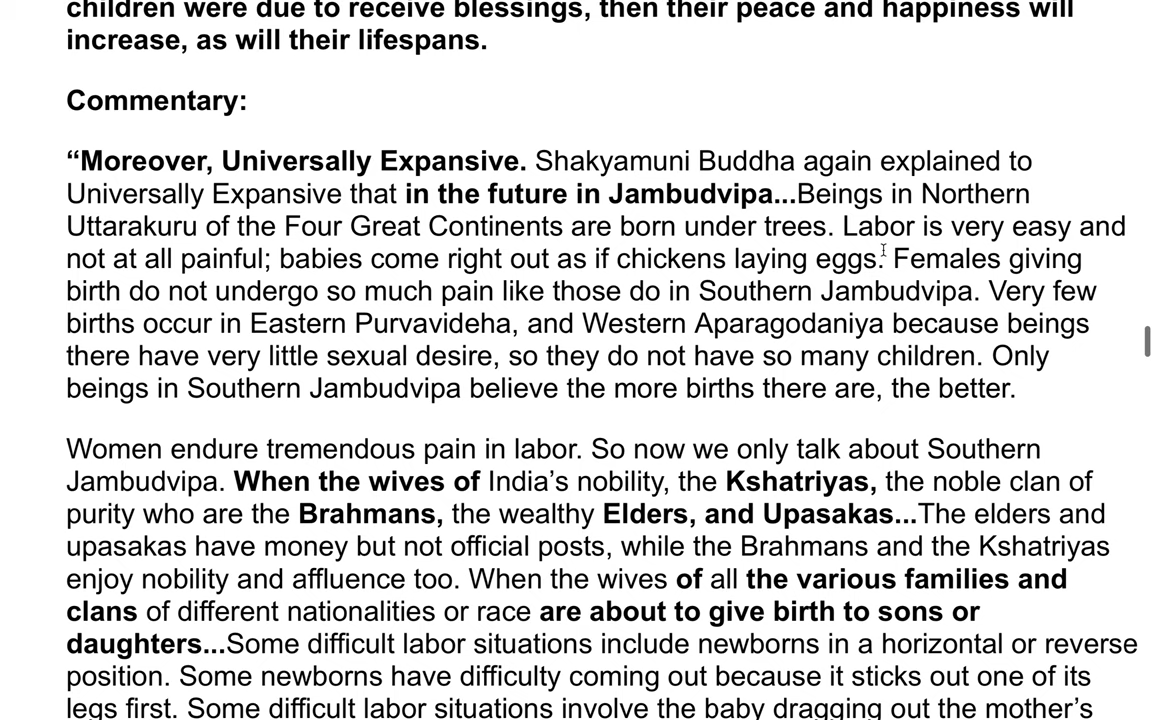 children were due to receive blessings, then their peace and happiness will
increase, as will their lifespans.
Commentary:
“Moreover, Universally Expansive. Shakyamuni Buddha again explained to
Universally Expansive that in the future in Jambudvipa...Beings in Northern
Uttarakuru of the Four Great Continents are born under trees. Labor is very easy and
not at all painful; babies come right out as if chickens laying eggs. Females giving
birth do not undergo so much pain like those do in Southern Jambudvipa. Very few
births occur in Eastern Purvavideha, and Western Aparagodaniya because beings
there have very little sexual desire, so they do not have so many children. Only
beings in Southern Jambudvipa believe the more births there are, the better.
Women endure tremendous pain in labor. So now we only talk about Southern
Jambudvipa. When the wives of India’s nobility, the Kshatriyas, the noble clan of
purity who are the Brahmans, the wealthy Elders, and Upasakas...The elders and
upasakas have money but not official posts, while the Brahmans and the Kshatriyas
enjoy nobility and affluence too. When the wives of all the various families and
clans of different nationalities or race are about to give birth to sons or
daughters...Some difficult labor situations include newborns in a horizontal or reverse
position. Some newborns have difficulty coming out because it sticks out one of its
legs first. Some difficult labor situations involve the baby dragging out the mother’s